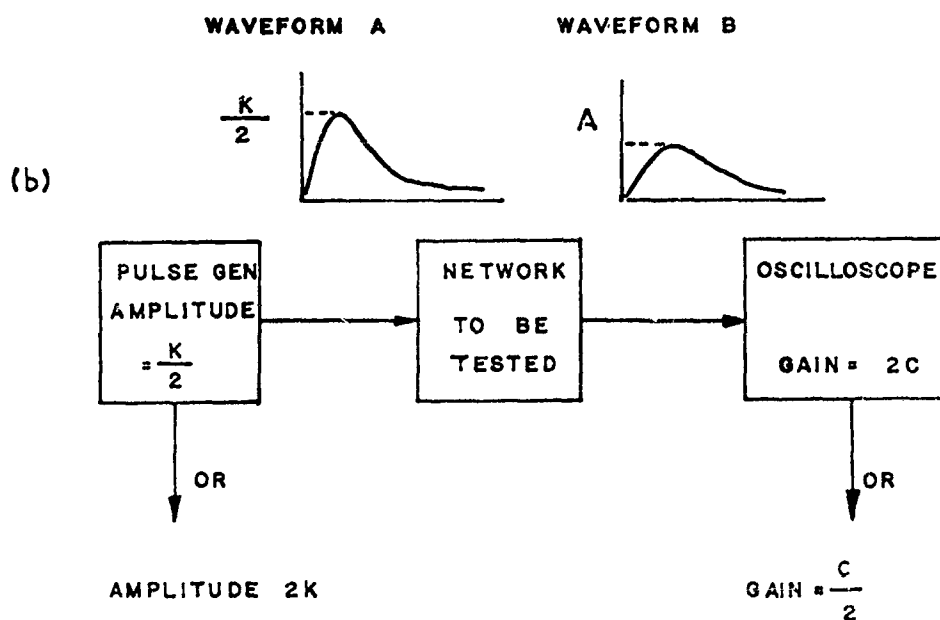 WAVEFORM A
WAVEFORM B
K
2
A
(b)
PULSE GEN
AMPLITUDE
= K
2
NETWORK
TO BE
TESTED
OSCILLOSCOPE
GAIN = 2C
OR
OR
AMPLITUDE 2K
GAIN = C
2